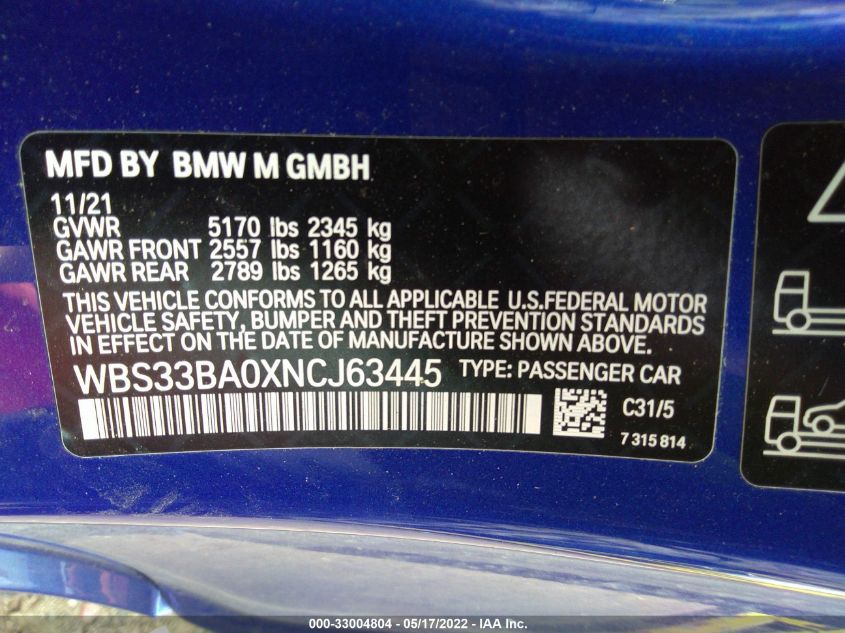 MFD BY BMW M GMBH
11/21
GVWR 5170 lbs 2345 kg
GAWR FRONT 2557 lbs 1160 kg
GAWR REAR 2789 lbs 1265 kg
THIS VEHICLE CONFORMS TO ALL APPLICABLE U.S.FEDERAL MOTOR
VEHICLE SAFETY, BUMPER AND THEFT PREVENTION STANDARDS
IN EFFECT ON THE DATE OF MANUFACTURE SHOWN ABOVE.
WBS33BA0XNCJ63445 TYPE: PASSENGER CAR
C31/5
7 315 814
000-33004804 - 05/17/2022 - IAA Inc.